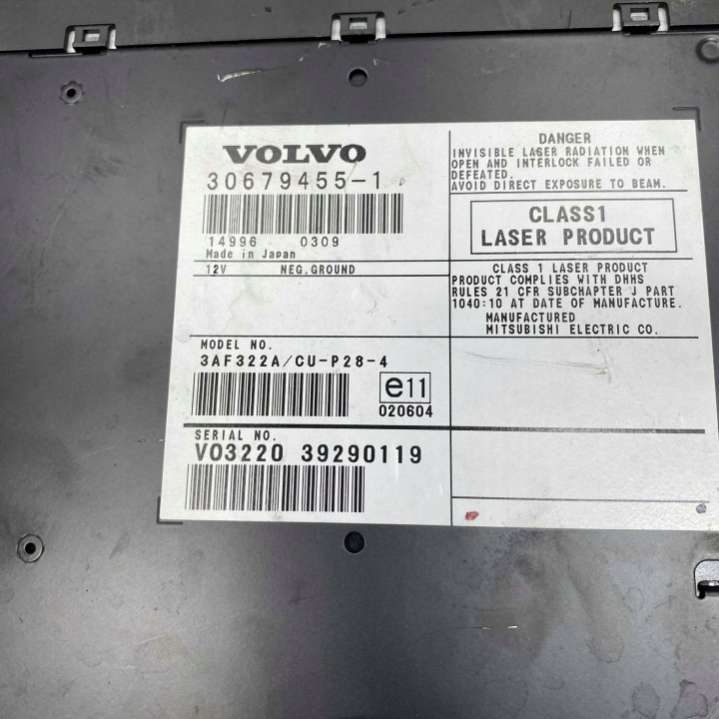 VOLVO
30679455-1
14996 0309
Made in Japan
12V NEG.GROUND
MODEL NO.
3AF322A/CU-P28-4
e11
020604
SERIAL NO.
VO3220 39290119
DANGER
INVISIBLE LASER RADIATION WHEN
OPEN AND INTERLOCK FAILED OR
DEFEATED.
AVOID DIRECT EXPOSURE TO BEAM.
CLASS1
LASER PRODUCT
CLASS 1 LASER PRODUCT
PRODUCT COMPLIES WITH DHHS
RULES 21 CFR SUBCHAPTER J PART
1040:10 AT DATE OF MANUFACTURE.
MANUFACTURED
MITSUBISHI ELECTRIC CO.